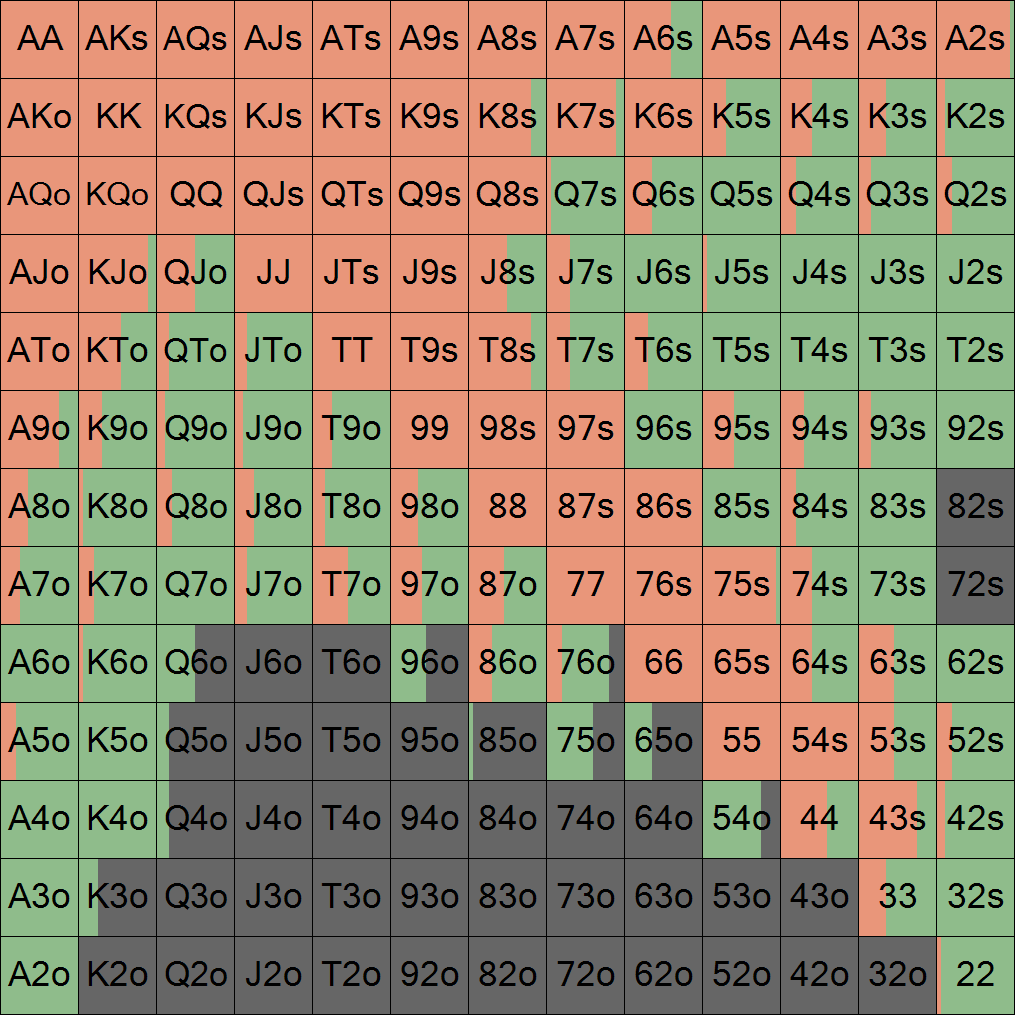 AA AKs AQs AJs ATs A9s A8s A7s A6s A5s A4s A3s A2s
AKo KK KQs KJs KTs K9s K8s K7s K6s K5s K4s K3s K2s
AQo KQo QQ QJs QTs Q9s Q8s Q7s Q6s Q5s Q4s Q3s Q2s
AJo KJo QJo JJ JTs J9s J8s J7s J6s J5s J4s J3s J2s
ATo KTo QTo JTo TT T9s T8s T7s T6s T5s T4s T3s T2s
A9o K9o Q9o J9o T9o 99 98s 97s 96s 95s 94s 93s 92s
A8o K8o Q8o J8o T8o 98o 88 87s 86s 85s 84s 83s 82s
A7o K7o Q7o J7o T7o 97o 87o 77 76s 75s 74s 73s 72s
A6o K6o Q6o J6o T6o 96o 86o 76o 66 65s 64s 63s 62s
A5o K5o Q5o J5o T5o 95o 85o 75o 65o 55 54s 53s 52s
A4o K4o Q4o J4o T4o 94o 84o 74o 64o 54o 44 43s 42s
A3o K3o Q3o J3o T3o 93o 83o 73o 63o 53o 43o 33 32s
A2o K2o Q2o J2o T2o 92o 82o 72o 62o 52o 42o 32o 22